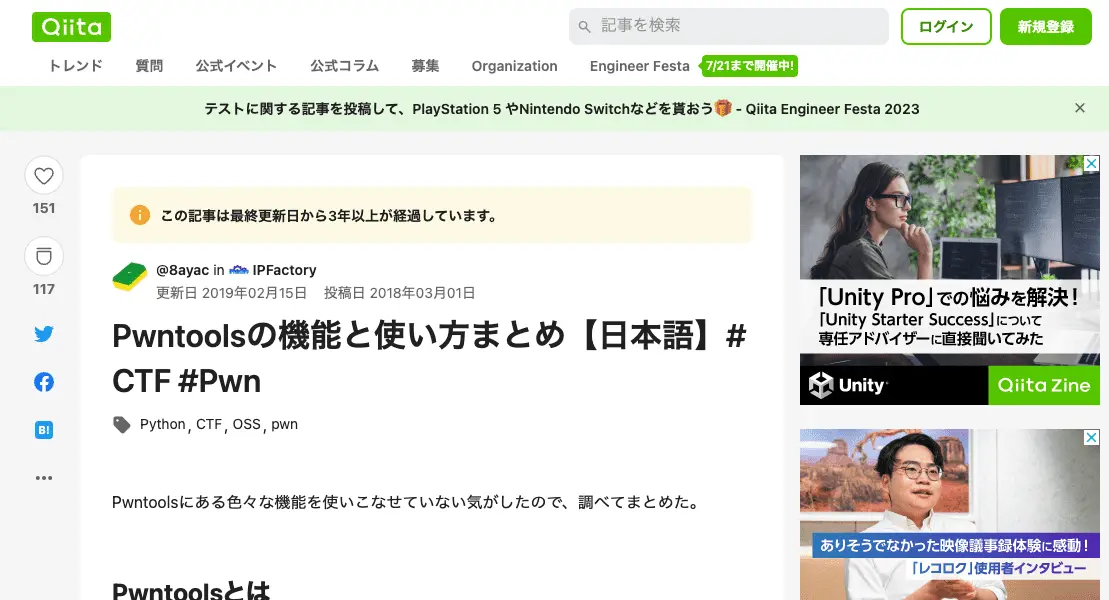 Qiita
記事を検索
ログイン
新規登録
トレンド 質問 公式イベント 公式コラム 募集 Organization Engineer Festa 7/21まで開催中!
テストに関する記事を投稿して、PlayStation 5 やNintendo Switchなどを貰おう🎁 - Qiita Engineer Festa 2023
151
117
B!
この記事は最終更新日から3年以上が経過しています。
@8ayac in IPFactory
更新日 2019年02月15日 投稿日 2018年03月01日
Pwntoolsの機能と使い方まとめ【日本語】#
CTF #Pwn
Python, CTF, OSS, pwn
Pwntoolsにある色々な機能を使いこなせていない気がしたので、調べてまとめた。
Pwntoolsとは
「Unity Pro」での悩みを解決!
「Unity Starter Success」について
専任アドバイザーに直接聞いてみた
Unity
Qiita Zine
ありそうでなかった映像議事録体験に感動!
「レコロク」使用者インタビュー